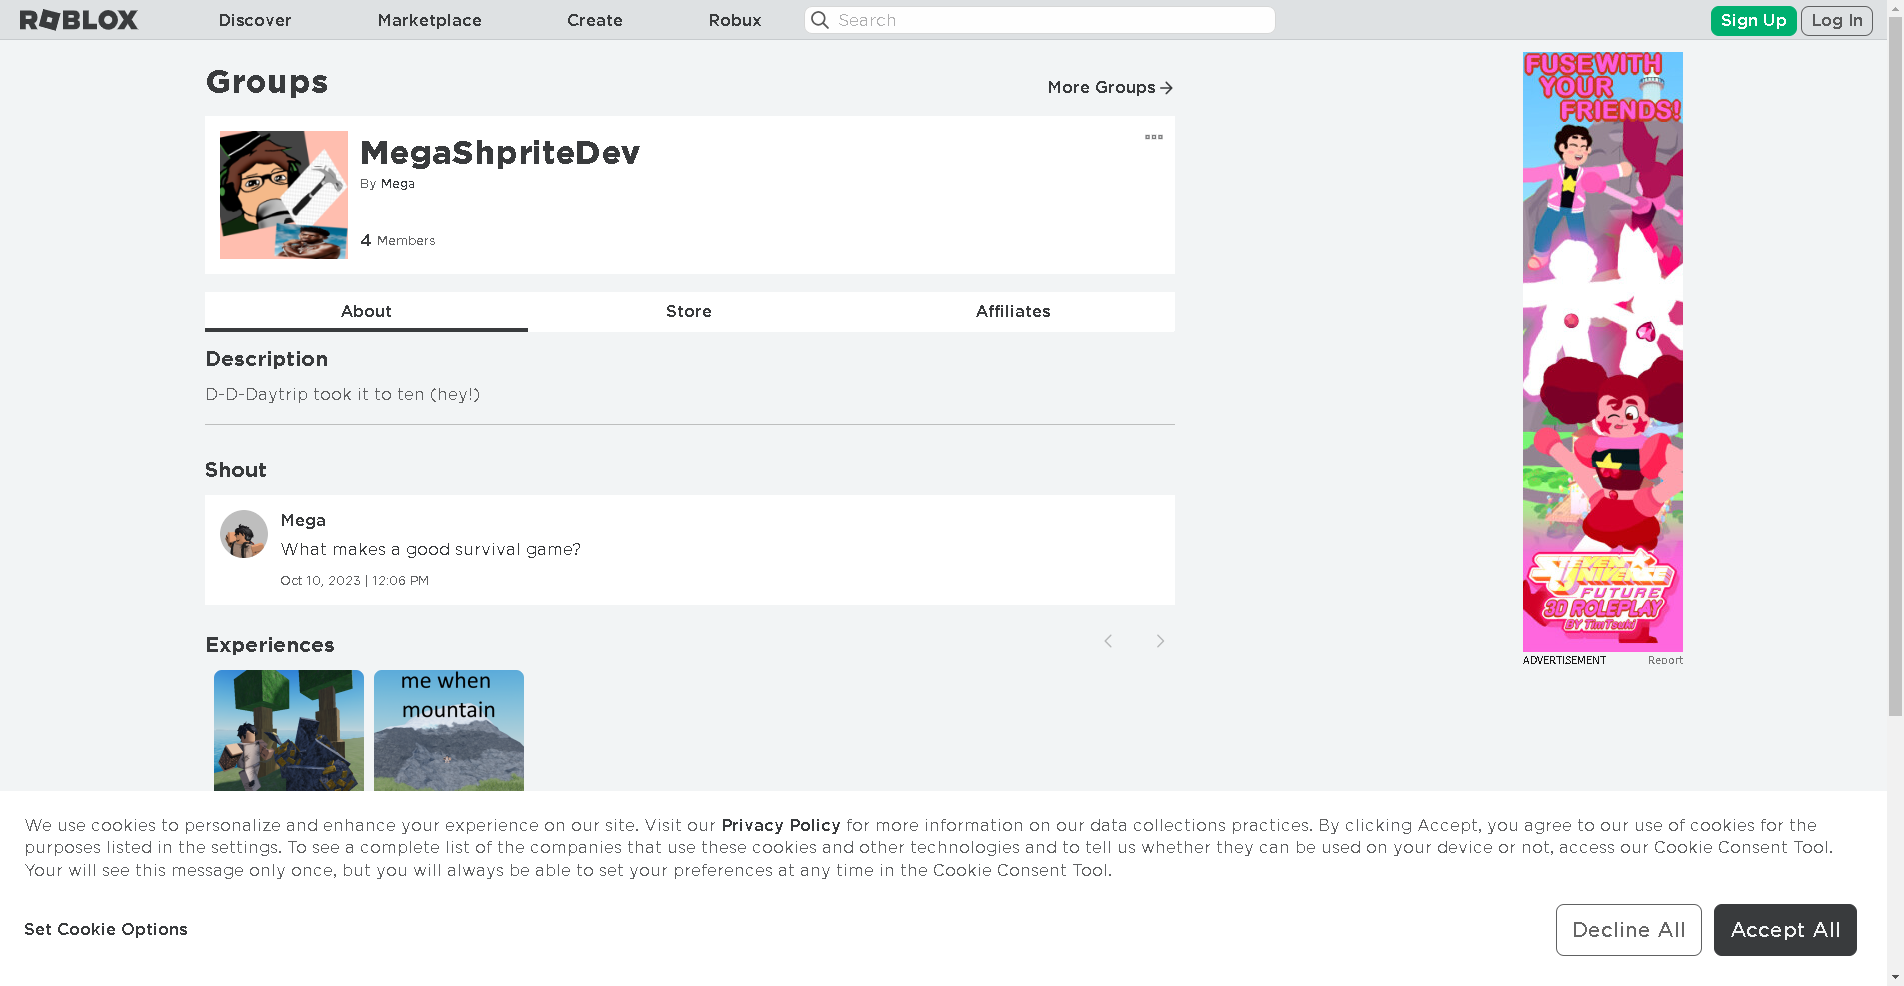 ROBLOX
Discover
Marketplace
Create
Robux
Search
Sign Up
Log In
Groups
More Groups
MegaShpriteDev
By Mega
4 Members
About
Store
Affiliates
Description
D-D-Daytrip took it to ten (hey!)
Shout
Mega
What makes a good survival game?
Oct 10, 2023 | 12:06 PM
Experiences
me when
mountain
FUSE WITH
YOUR
FRIENDS!
STEVEN
UNIVERSE
FUTURE
3D ROLEPLAY
BY TimTsuki
ADVERTISEMENT
Report
We use cookies to personalize and enhance your experience on our site. Visit our Privacy Policy for more information on our data collections practices. By clicking Accept, you agree to our use of cookies for the
purposes listed in the settings. To see a complete list of the companies that use these cookies and other technologies and to tell us whether they can be used on your device or not, access our Cookie Consent Tool.
Your will see this message only once, but you will always be able to set your preferences at any time in the Cookie Consent Tool.
Set Cookie Options
Decline All
Accept All